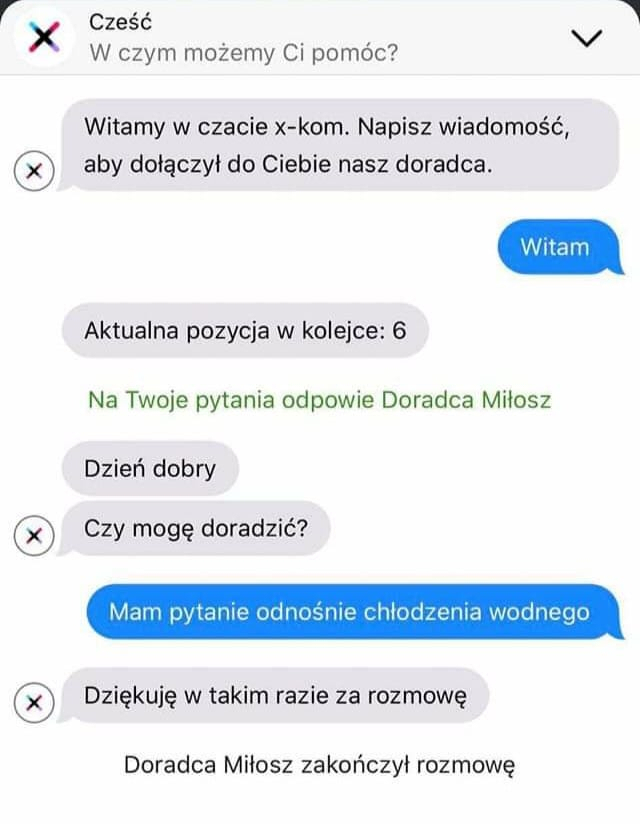 Cześć
W czym możemy Ci pomóc?
Witamy w czacie x-kom. Napisz wiadomość,
aby dołączył do Ciebie nasz doradca.
Witam
Aktualna pozycja w kolejce: 6
Na Twoje pytania odpowie Doradca Miłosz
Dzień dobry
Czy mogę doradzić?
Mam pytanie odnośnie chłodzenia wodnego
Dziękuję w takim razie za rozmowę
Doradca Miłosz zakończył rozmowę